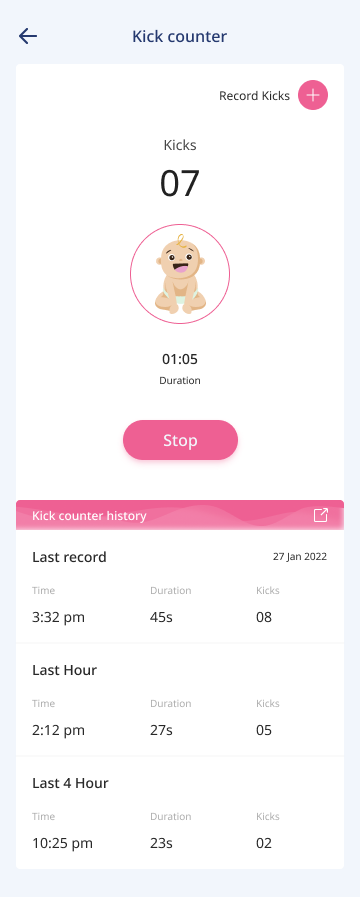 Kick counter
Record Kicks
Kicks
07
01:05
Duration
Stop
Kick counter history
Last record 27 Jan 2022
Time Duration Kicks
3:32 pm 45s 08
Last Hour
Time Duration Kicks
2:12 pm 27s 05
Last 4 Hour
Time Duration Kicks
10:25 pm 23s 02